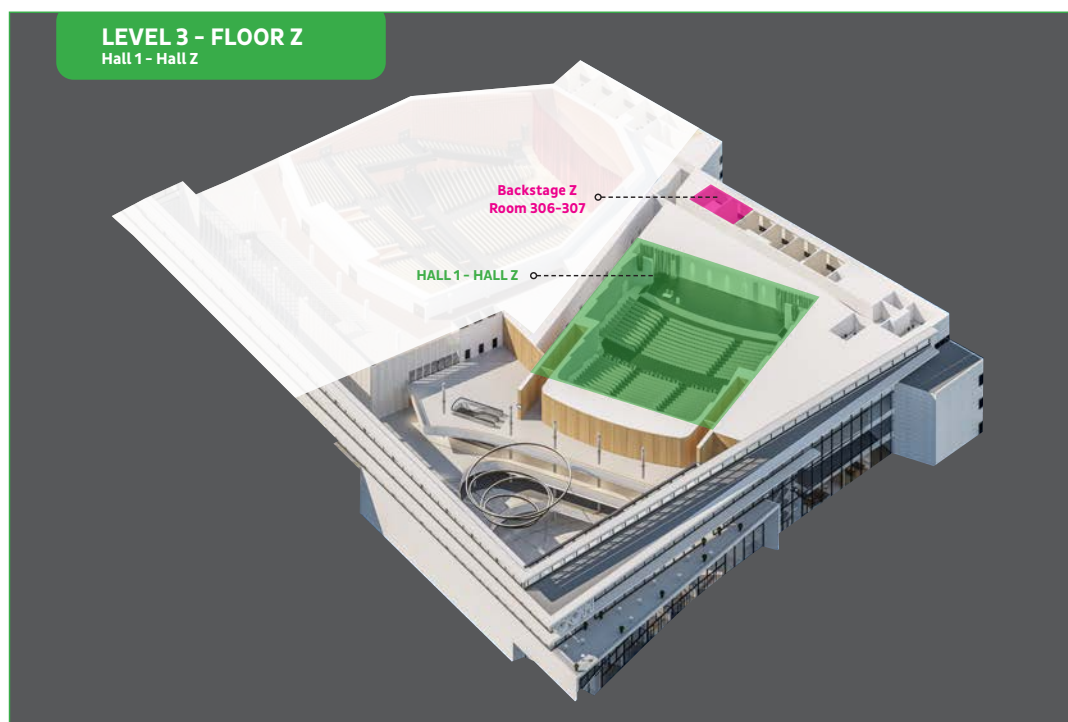 LEVEL 3 - FLOOR Z
Hall 1 - Hall Z
Backstage Z
Room 306-307
HALL 1 - HALL Z